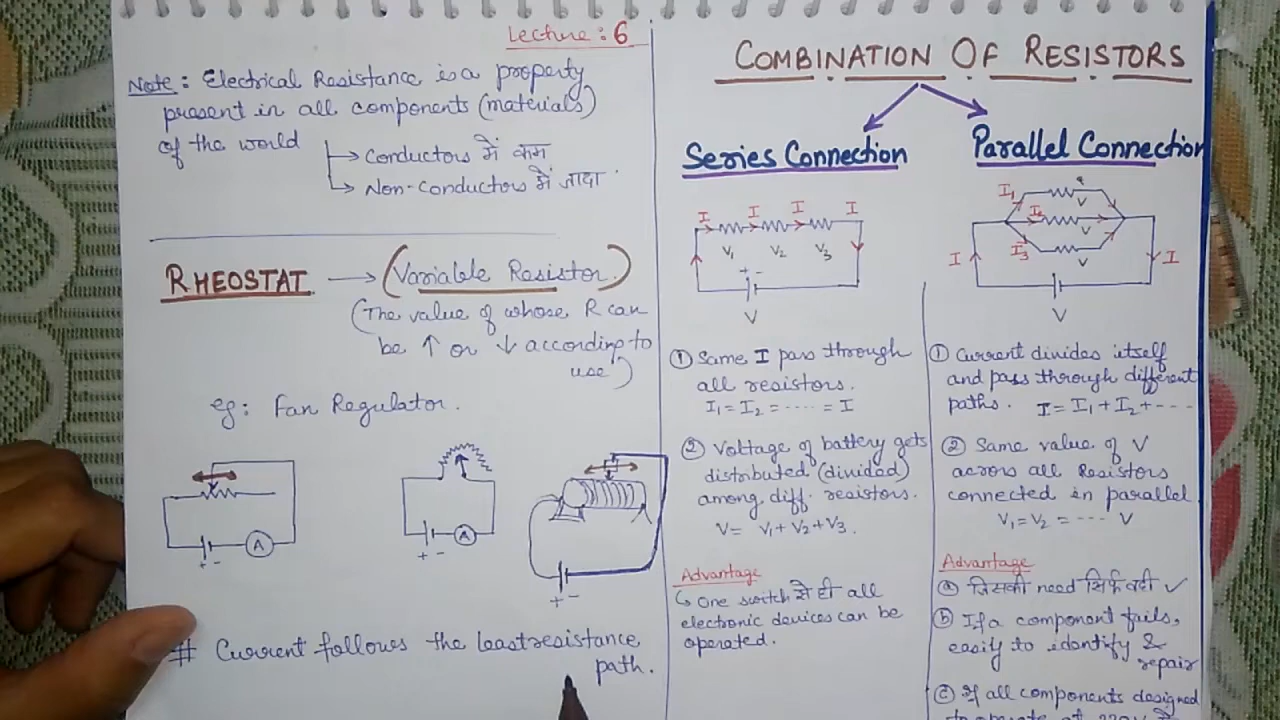 Lecture : 6
Note : Electrical Resistance is a property
present in all components (materials)
of the world
→ Conductors में कम
→ Non-Conductors में जादा
RHEOSTAT → (Variable Resistor)
(The value of whose R can
be ↑ or ↓ according to
use)
eg: Fan Regulator.
A
+ -
A
+ -
+ -
# Current follows the least resistance
path.
COMBINATION OF RESISTORS
Series Connection
I I I I
V₁ V₂ V₃
+ -
V
① Same I pass through
all resistors.
I₁ = I₂ = ---- = I
② Voltage of battery gets
distributed (dividad)
among diff. resistors.
V = V₁ + V₂ + V₃.
Advantage
↳ One switch से ही all
electronic devices can be
operated.
Parallel Connection
I₁ V
I₂ V
I₃ V
I I
V
① Current divides itself
and pass through different
paths. I = I₁ + I₂ + ---
② Same value of V
across all Resistors
connected in parallel
V₁ = V₂ = ---- V
Advantage
ⓐ जिसकी need सिर्फ वही ✓
ⓑ If a component fails,
easily to identify &
repair
ⓒ If all components designed
to operate at 220V